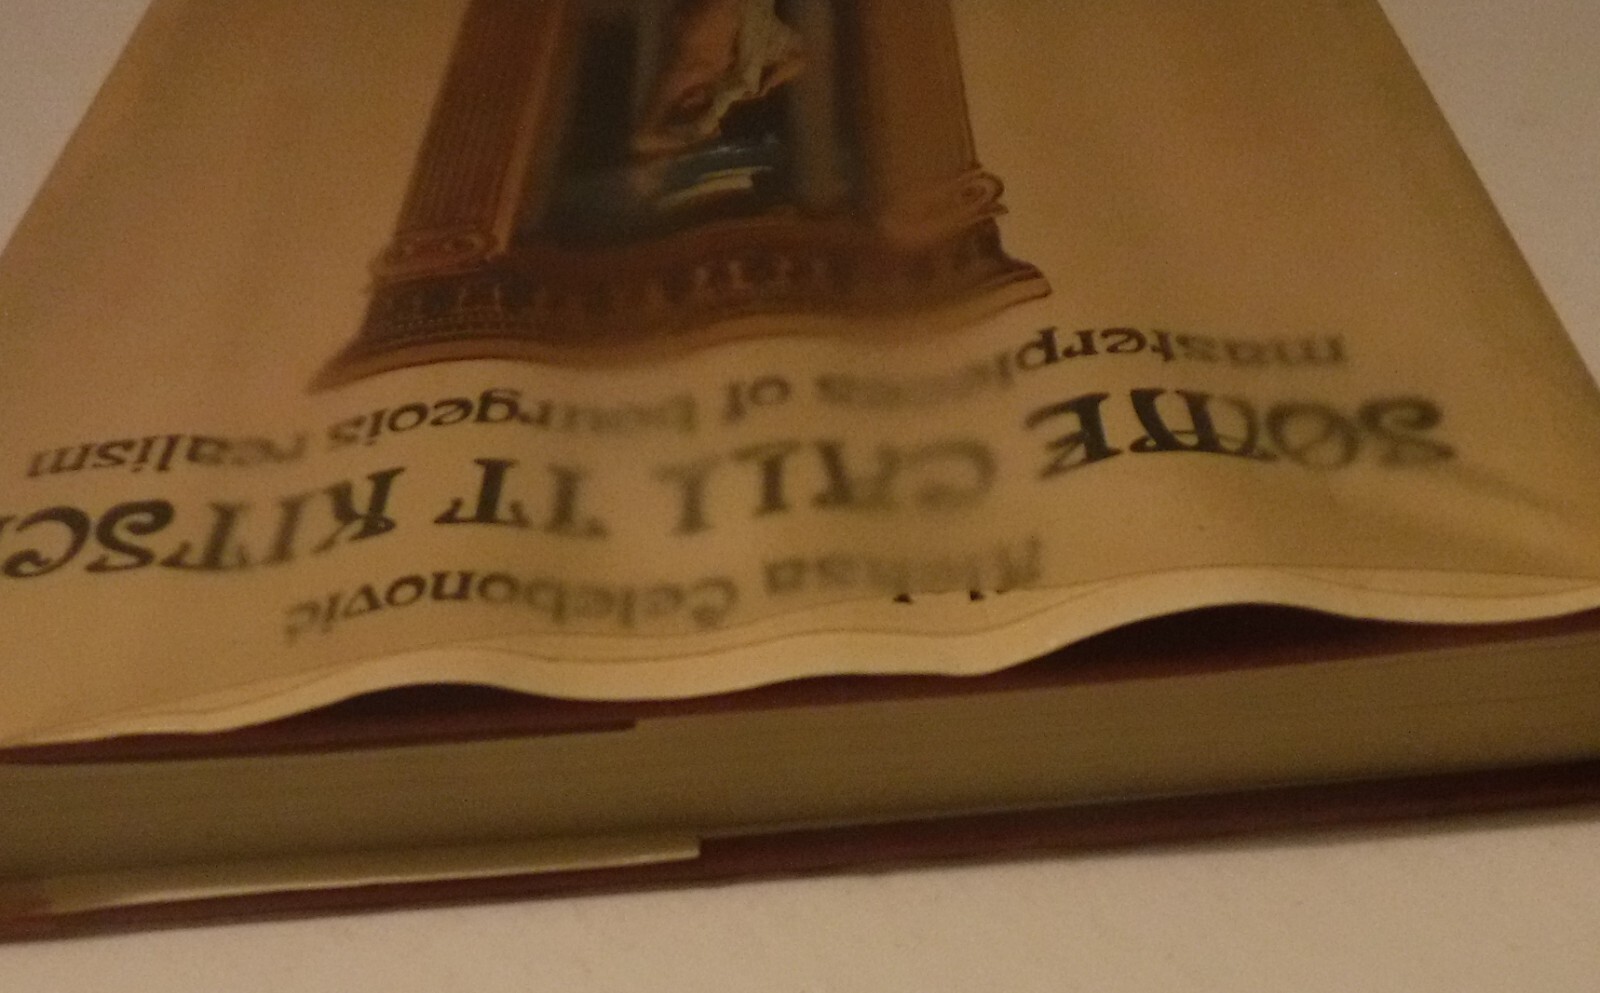 Aleksa Čelebonović
SOME CALL IT KITSC
masterpieces of bourgeois realism